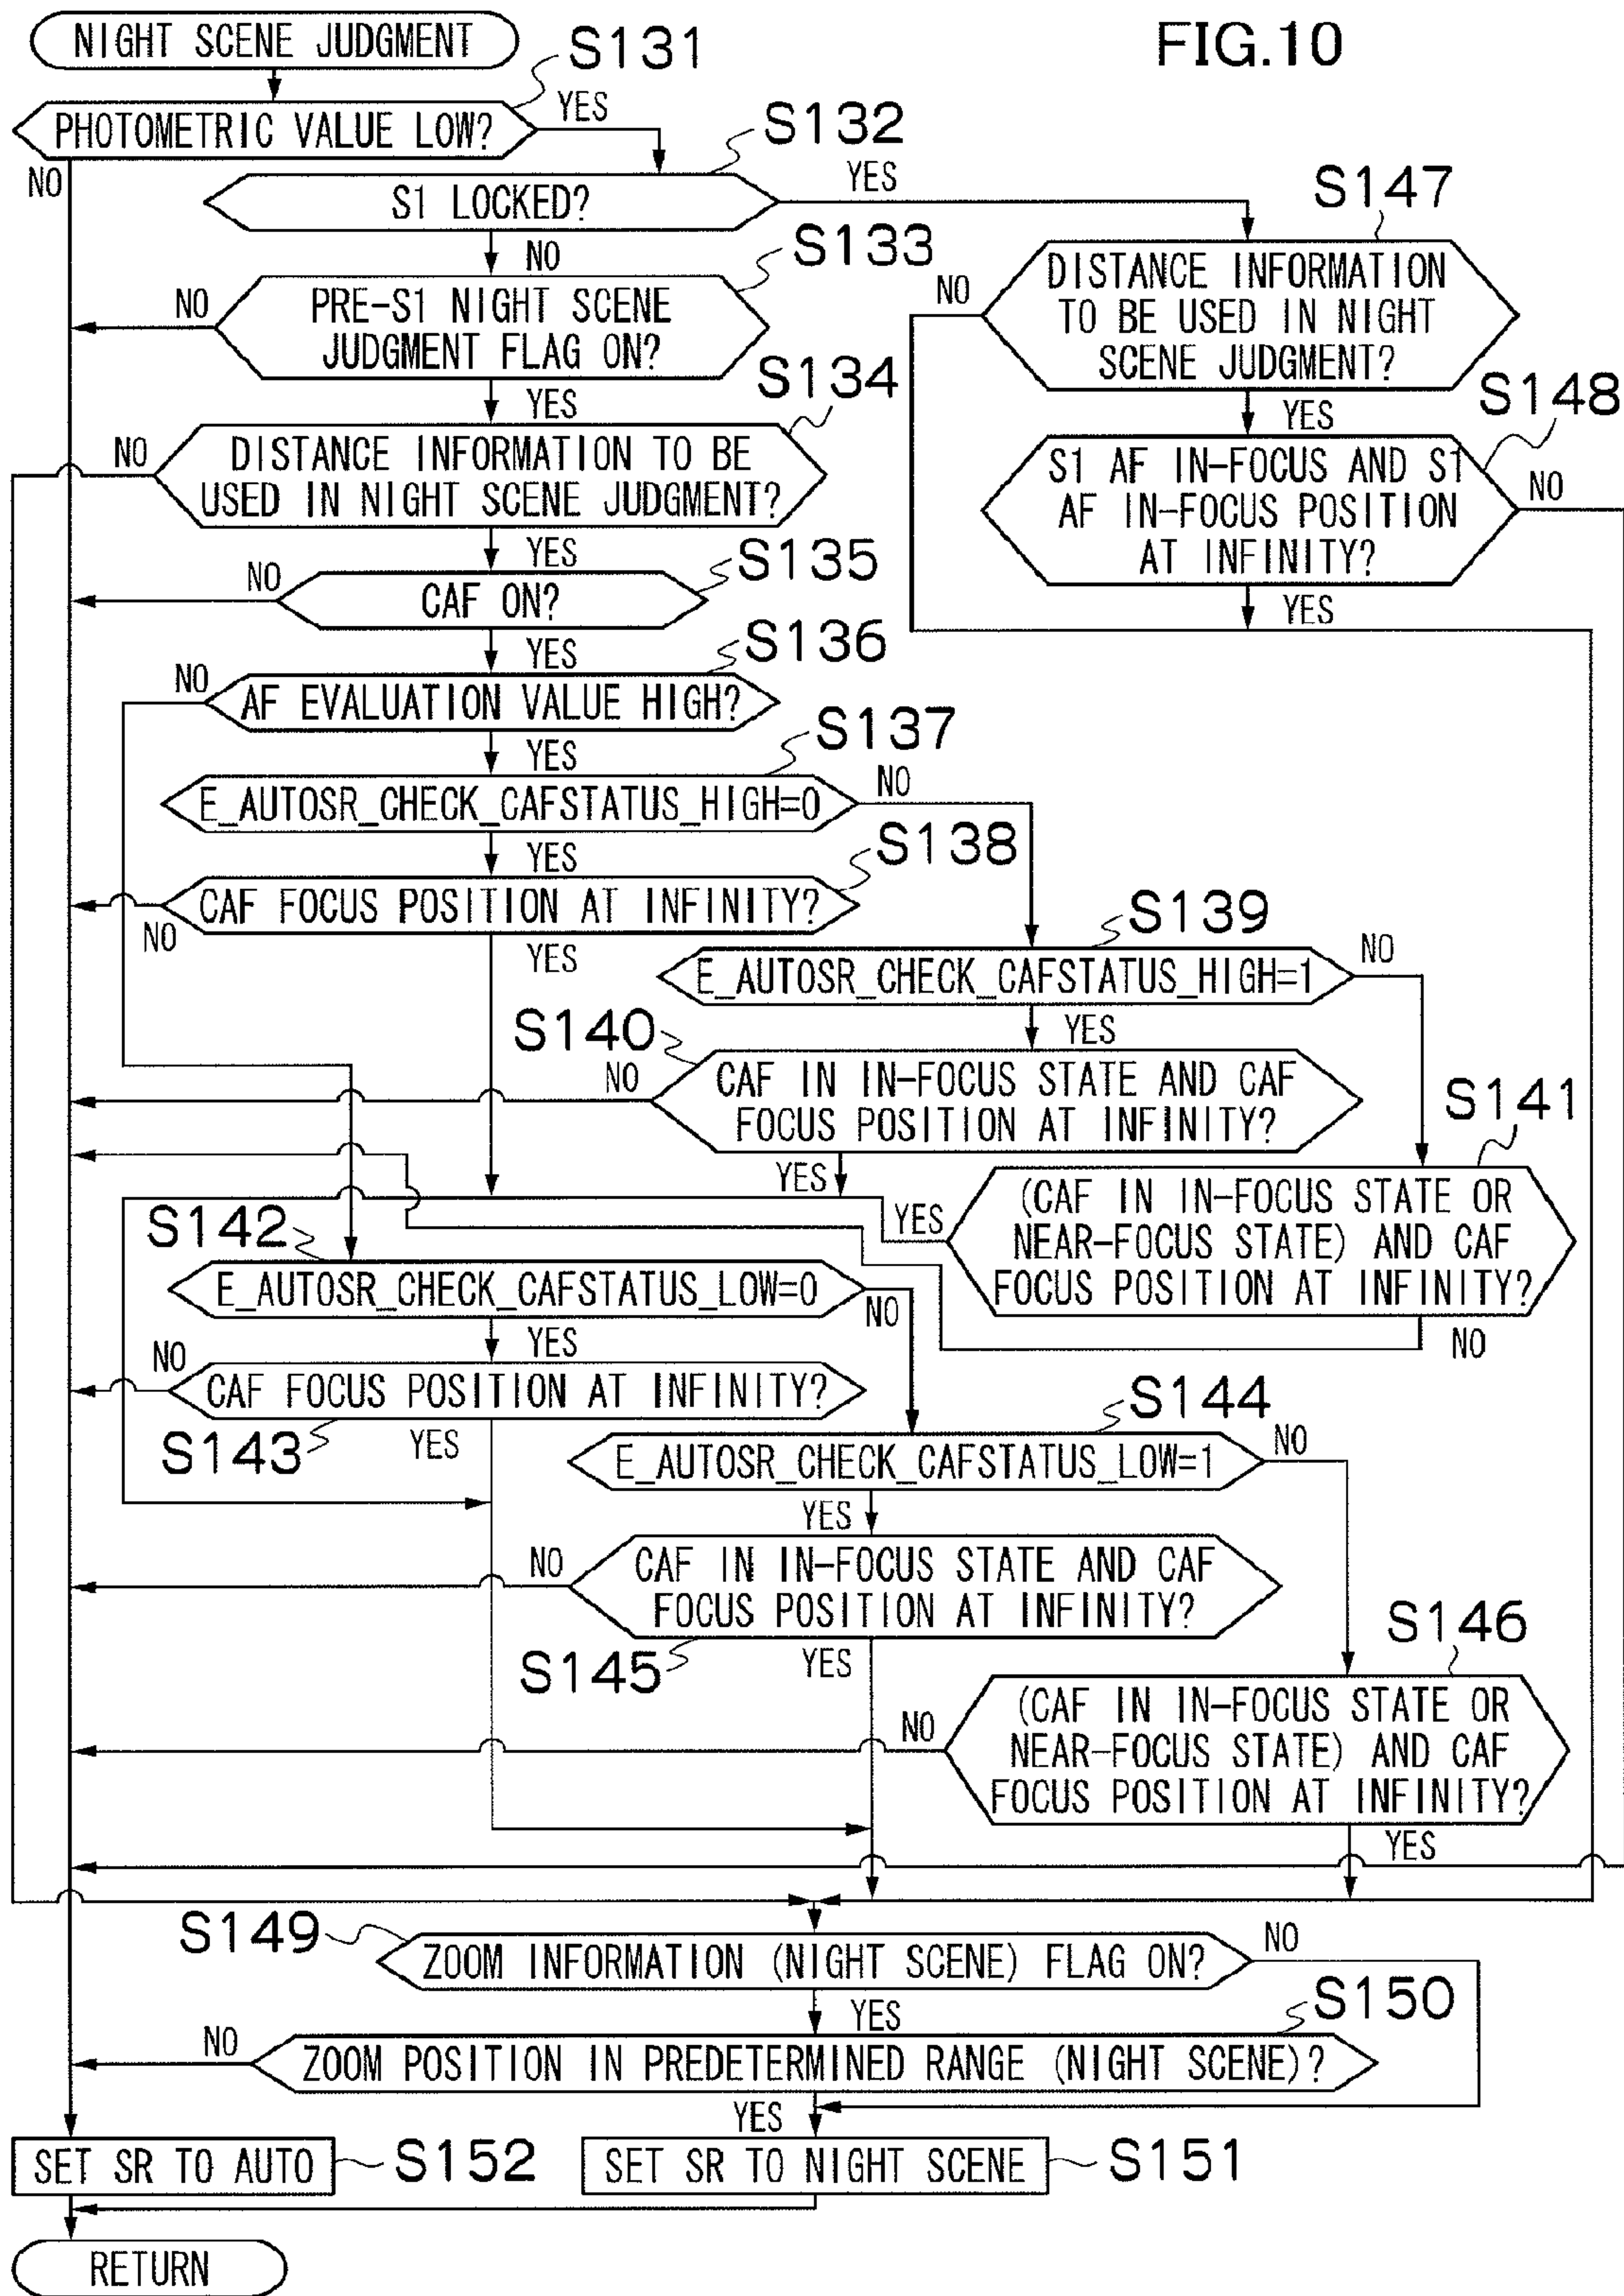 FIG.10
NIGHT SCENE JUDGMENT
S131
PHOTOMETRIC VALUE LOW?
YES
NO
S132
S1 LOCKED?
YES
NO
S133
PRE-S1 NIGHT SCENE
JUDGMENT FLAG ON?
NO
YES
S134
DISTANCE INFORMATION TO BE
USED IN NIGHT SCENE JUDGMENT?
NO
YES
S135
CAF ON?
NO
YES
S136
AF EVALUATION VALUE HIGH?
NO
YES
S137
E_AUTOSR_CHECK_CAFSTATUS_HIGH=0
NO
YES
S138
CAF FOCUS POSITION AT INFINITY?
NO
YES
S139
E_AUTOSR_CHECK_CAFSTATUS_HIGH=1
NO
YES
S140
CAF IN IN-FOCUS STATE AND CAF
FOCUS POSITION AT INFINITY?
NO
YES
S141
(CAF IN IN-FOCUS STATE OR
NEAR-FOCUS STATE) AND CAF
FOCUS POSITION AT INFINITY?
YES
NO
S142
E_AUTOSR_CHECK_CAFSTATUS_LOW=0
NO
YES
CAF FOCUS POSITION AT INFINITY?
NO
S143
YES
S144
E_AUTOSR_CHECK_CAFSTATUS_LOW=1
NO
YES
CAF IN IN-FOCUS STATE AND CAF
FOCUS POSITION AT INFINITY?
NO
S145
YES
S146
(CAF IN IN-FOCUS STATE OR
NEAR-FOCUS STATE) AND CAF
FOCUS POSITION AT INFINITY?
NO
YES
S147
DISTANCE INFORMATION
TO BE USED IN NIGHT
SCENE JUDGMENT?
NO
YES
S148
S1 AF IN-FOCUS AND S1
AF IN-FOCUS POSITION
AT INFINITY?
NO
YES
S149
ZOOM INFORMATION (NIGHT SCENE) FLAG ON?
NO
YES
S150
ZOOM POSITION IN PREDETERMINED RANGE (NIGHT SCENE)?
NO
YES
SET SR TO AUTO
S152
SET SR TO NIGHT SCENE
S151
RETURN